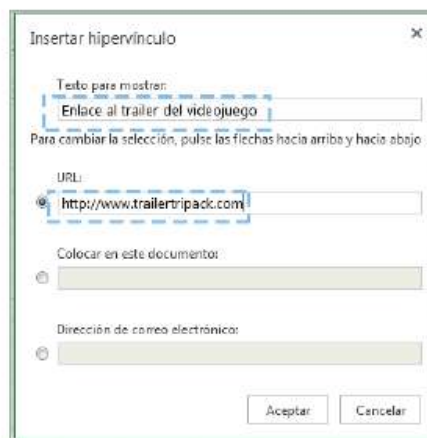 Insertar hipervínculo
Texto para mostrar:
Enlace al trailer del videojuego
Para cambiar la selección, pulse las flechas hacia arriba y hacia abajo
URL:
http://www.trailertripack.com
Colocar en este documento:
Dirección de correo electrónico:
Aceptar Cancelar